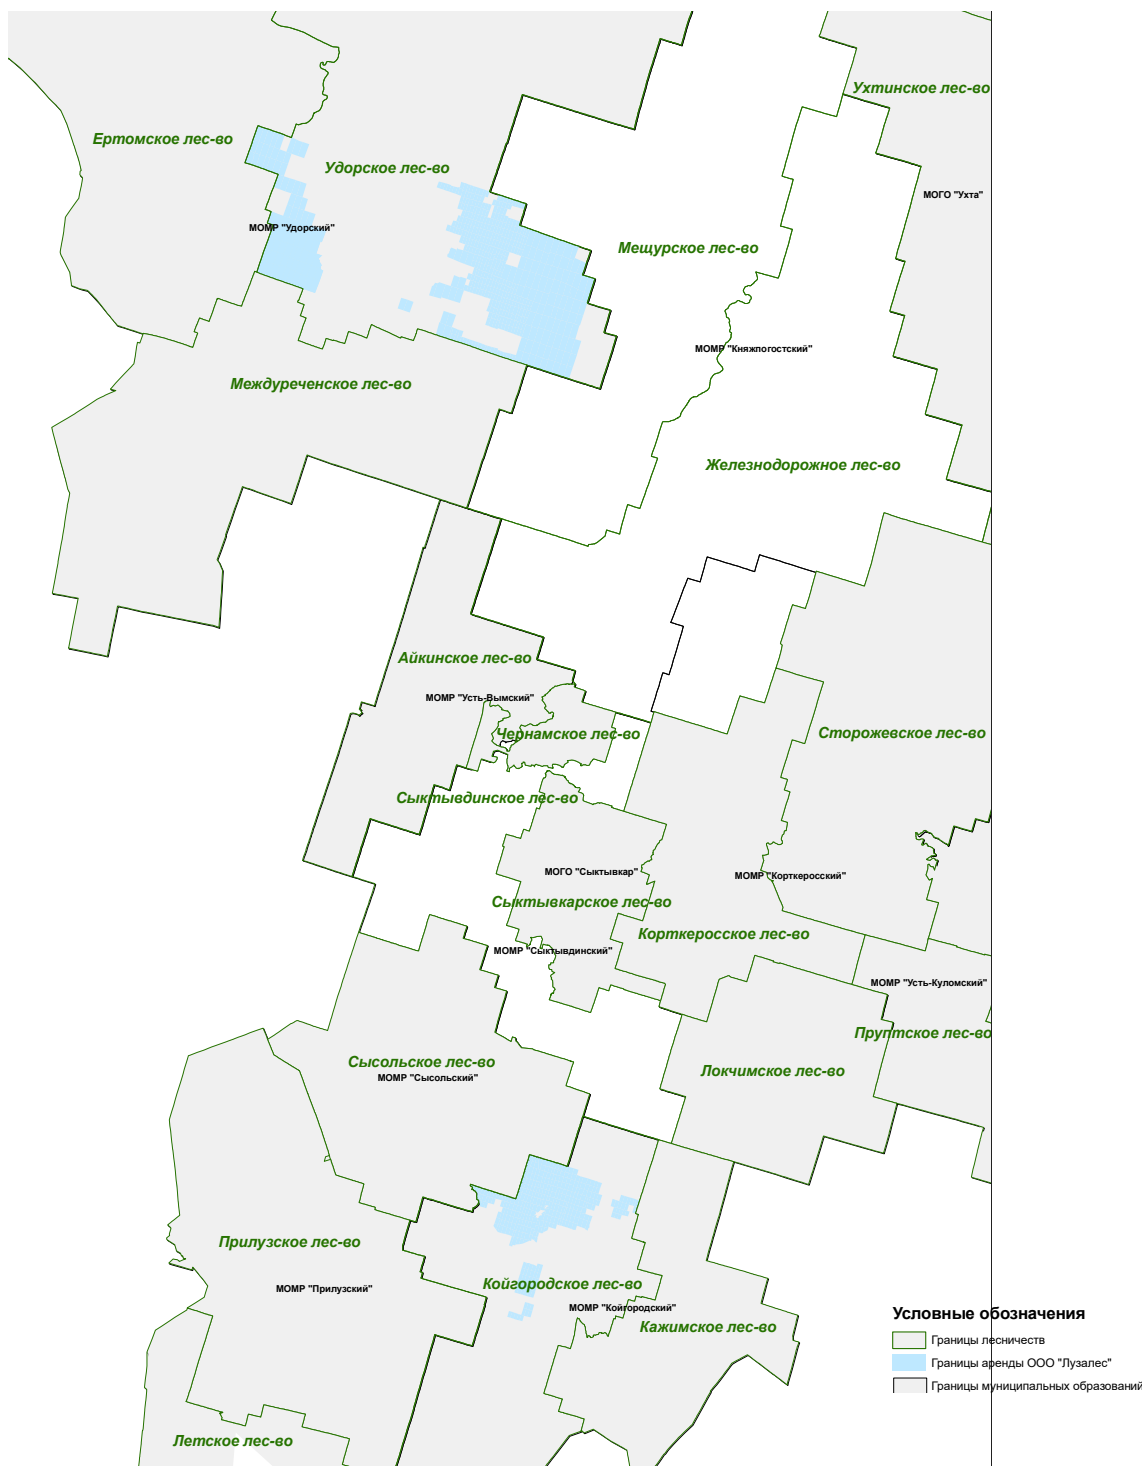 Ухтинское лес-во
Ертомское лес-во
Удорское лес-во
МОГО "Ухта"
МОМР "Удорский"
Мещурское лес-во
МОМР "Княжпогостский"
Междуреченское лес-во
Железнодорожное лес-во
Айкинское лес-во
МОМР "Усть-Вымский"
Чернамское лес-во
Сторожевское лес-во
Сыктывдинское лес-во
МОГО "Сыктывкар"
МОМР "Корткеросский"
Сыктывкарское лес-во
Корткеросское лес-во
МОМР "Сыктывдинский"
МОМР "Усть-Куломский"
Пруптское лес-во
Сысольское лес-во
МОМР "Сысольский"
Локчимское лес-во
Прилузское лес-во
МОМР "Прилузский"
Койгородское лес-во
МОМР "Койгородский"
Кажимское лес-во
Летское лес-во
Условные обозначения
Границы лесничеств
Границы аренды ООО "Лузалес"
Границы муниципальных образований